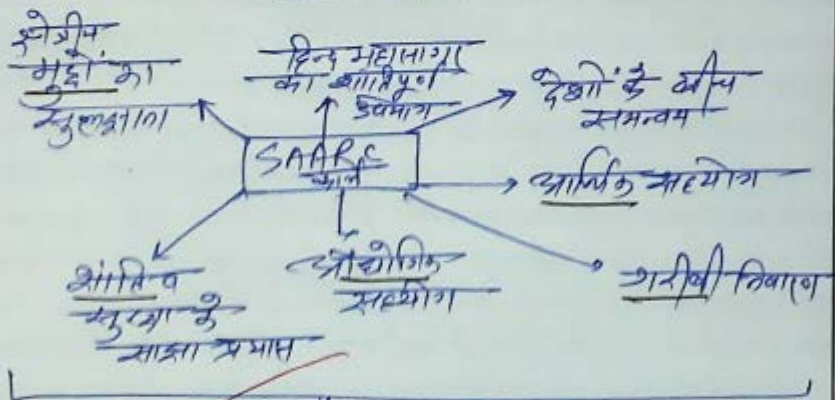 क्षेत्रीय
मुद्दों का
सुलझाना
हिन्द महासागर
का शांतिपूर्ण
उपयोग
देशों के बीच
समन्वय
SAARC
कार्य
आर्थिक सहयोग
शांति व
सुरक्षा के
साझा प्रयास
औद्योगिक
सहयोग
गरीबी निवारण